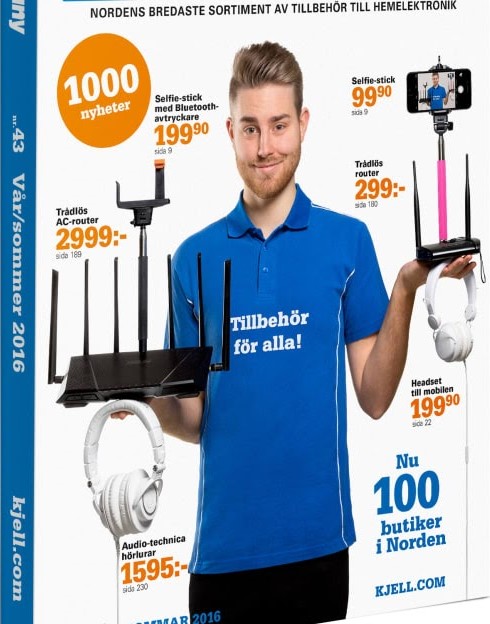 NORDENS BREDASTE SORTIMENT AV TILLBEHÖR TILL HEMELEKTRONIK
nr. 43 Vår/sommer 2016
kjell.com
1000
nyheter
Selfie-stick
med Bluetooth-
avtryckare
199⁹⁰
sida 9
Selfie-stick
99⁹⁰
sida 9
Trådlös
AC-router
2999:-
sida 189
Trådlös
router
299:-
sida 180
Tillbehör
för alla!
Headset
till mobilen
199⁹⁰
sida 22
Audio-technica
hörlurar
1595:-
sida 230
Nu
100
butiker
i Norden
KJELL.COM
2016